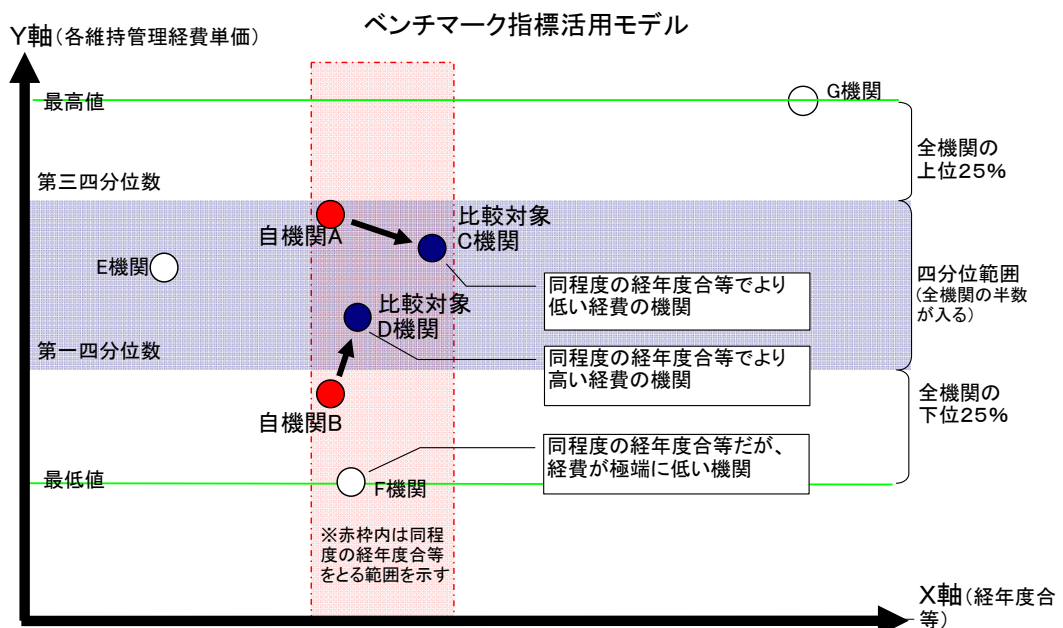 ベンチマーク指標活用モデル
Y軸(各維持管理経費単価)
最高値
G機関
全機関の
上位25%
第三四分位数
比較対象
C機関
自機関A
E機関
四分位範囲
(全機関の半数
が入る)
同程度の経年度合等でより
低い経費の機関
比較対象
D機関
第一四分位数
同程度の経年度合等でより
高い経費の機関
自機関B
全機関の
下位25%
同程度の経年度合等だが、
経費が極端に低い機関
最低値
F機関
※赤枠内は同程
度の経年度合等
をとる範囲を示す
X軸(経年度合
等)